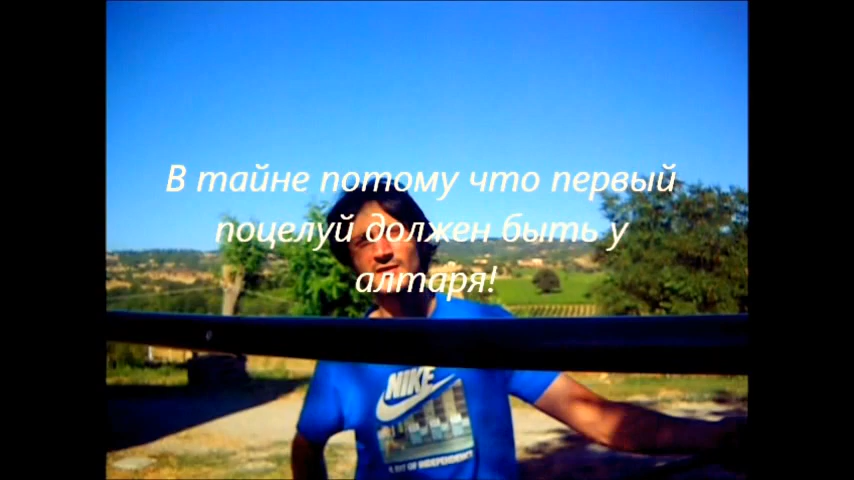 В тайне потому что первый
поцелуй должен быть у
алтаря!
NIKE